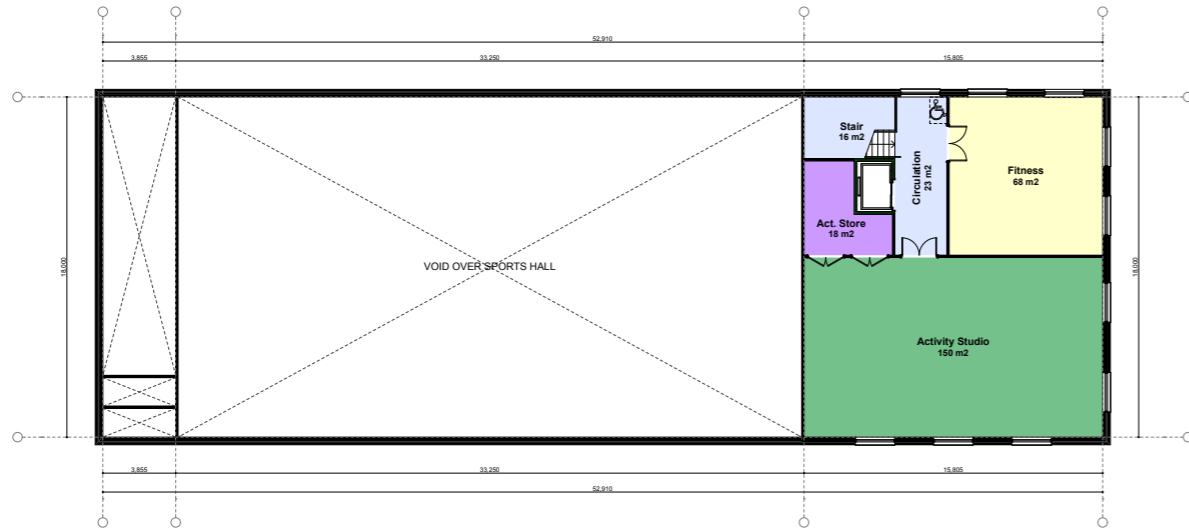 52,910
3,855
33,250
15,805
Stair
16 m2
Circulation
23 m2
Fitness
68 m2
Act. Store
18 m2
VOID OVER SPORTS HALL
18,000
18,000
Activity Studio
150 m2
3,855
33,250
15,805
52,910